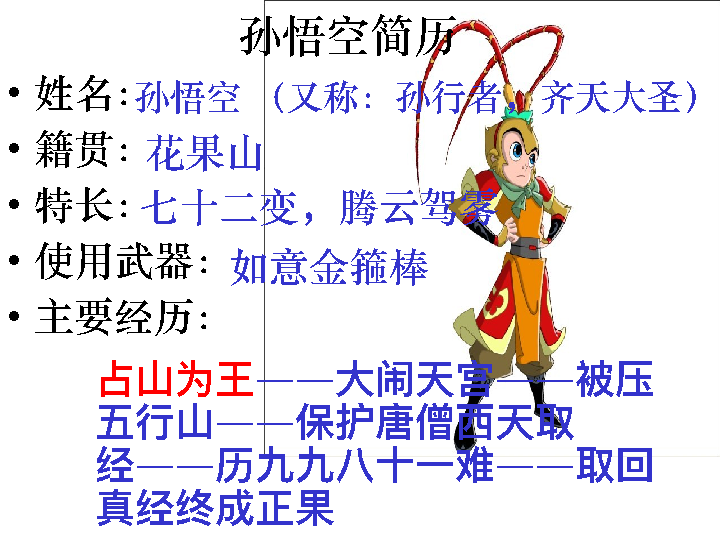 孙悟空简历
• 姓名:孙悟空 （又称: 孙行者，齐天大圣）
• 籍贯: 花果山
• 特长: 七十二变，腾云驾雾
• 使用武器: 如意金箍棒
• 主要经历:
占山为王——大闹天宫——被压
五行山——保护唐僧西天取
经——历九九八十一难——取回
真经终成正果